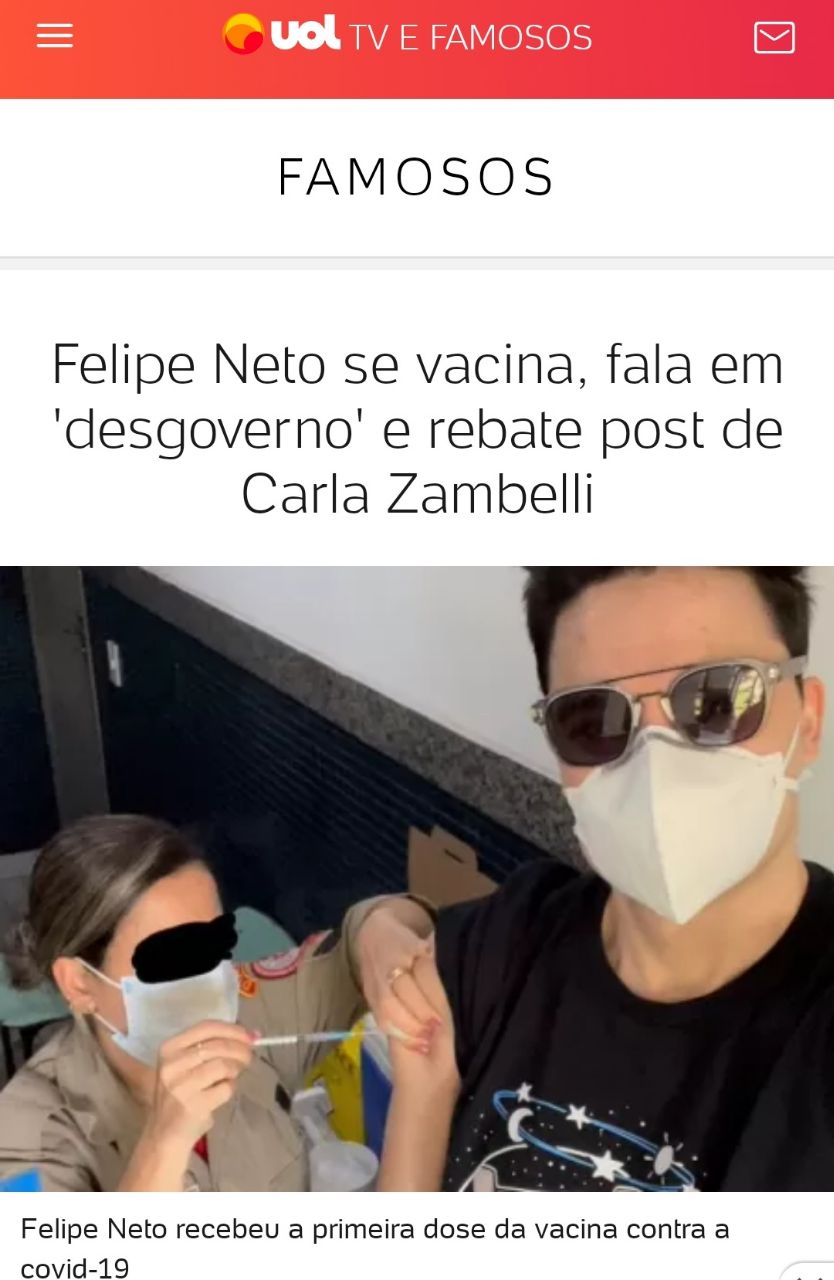 uol TV E FAMOSOS
FAMOSOS
Felipe Neto se vacina, fala em
'desgoverno' e rebate post de
Carla Zambelli
Felipe Neto recebeu a primeira dose da vacina contra a
covid-19